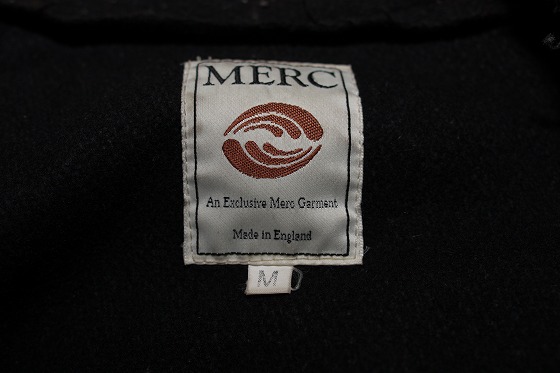 MERC
An Exclusive Merc Garment
Made in England
M